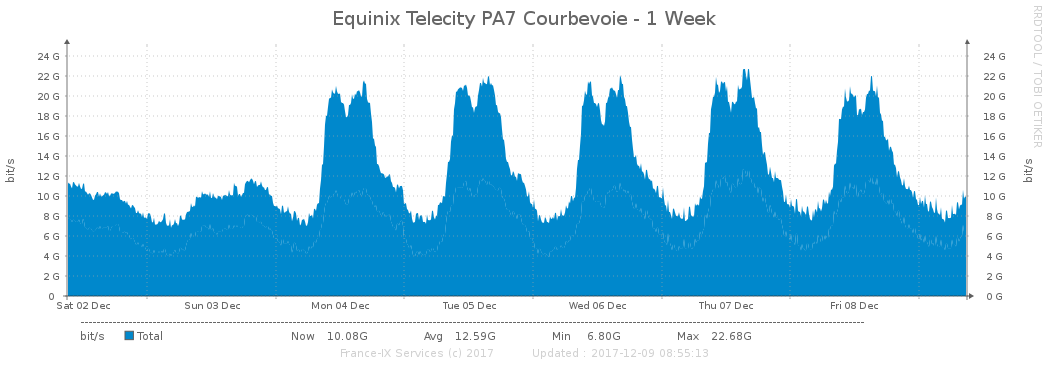 Equinix Telecity PA7 Courbevoie - 1 Week
RRDTOOL / TOBI OETIKER
bit/s
24 G
22 G
20 G
18 G
16 G
14 G
12 G
10 G
8 G
6 G
4 G
2 G
0
24 G
22 G
20 G
18 G
16 G
14 G
12 G
10 G
8 G
6 G
4 G
2 G
0 G
bit/s
Sat 02 Dec Sun 03 Dec Mon 04 Dec Tue 05 Dec Wed 06 Dec Thu 07 Dec Fri 08 Dec
bit/s Total Now 10.08G Avg 12.59G Min 6.80G Max 22.68G
France-IX Services (c) 2017 Updated : 2017-12-09 08:55:13